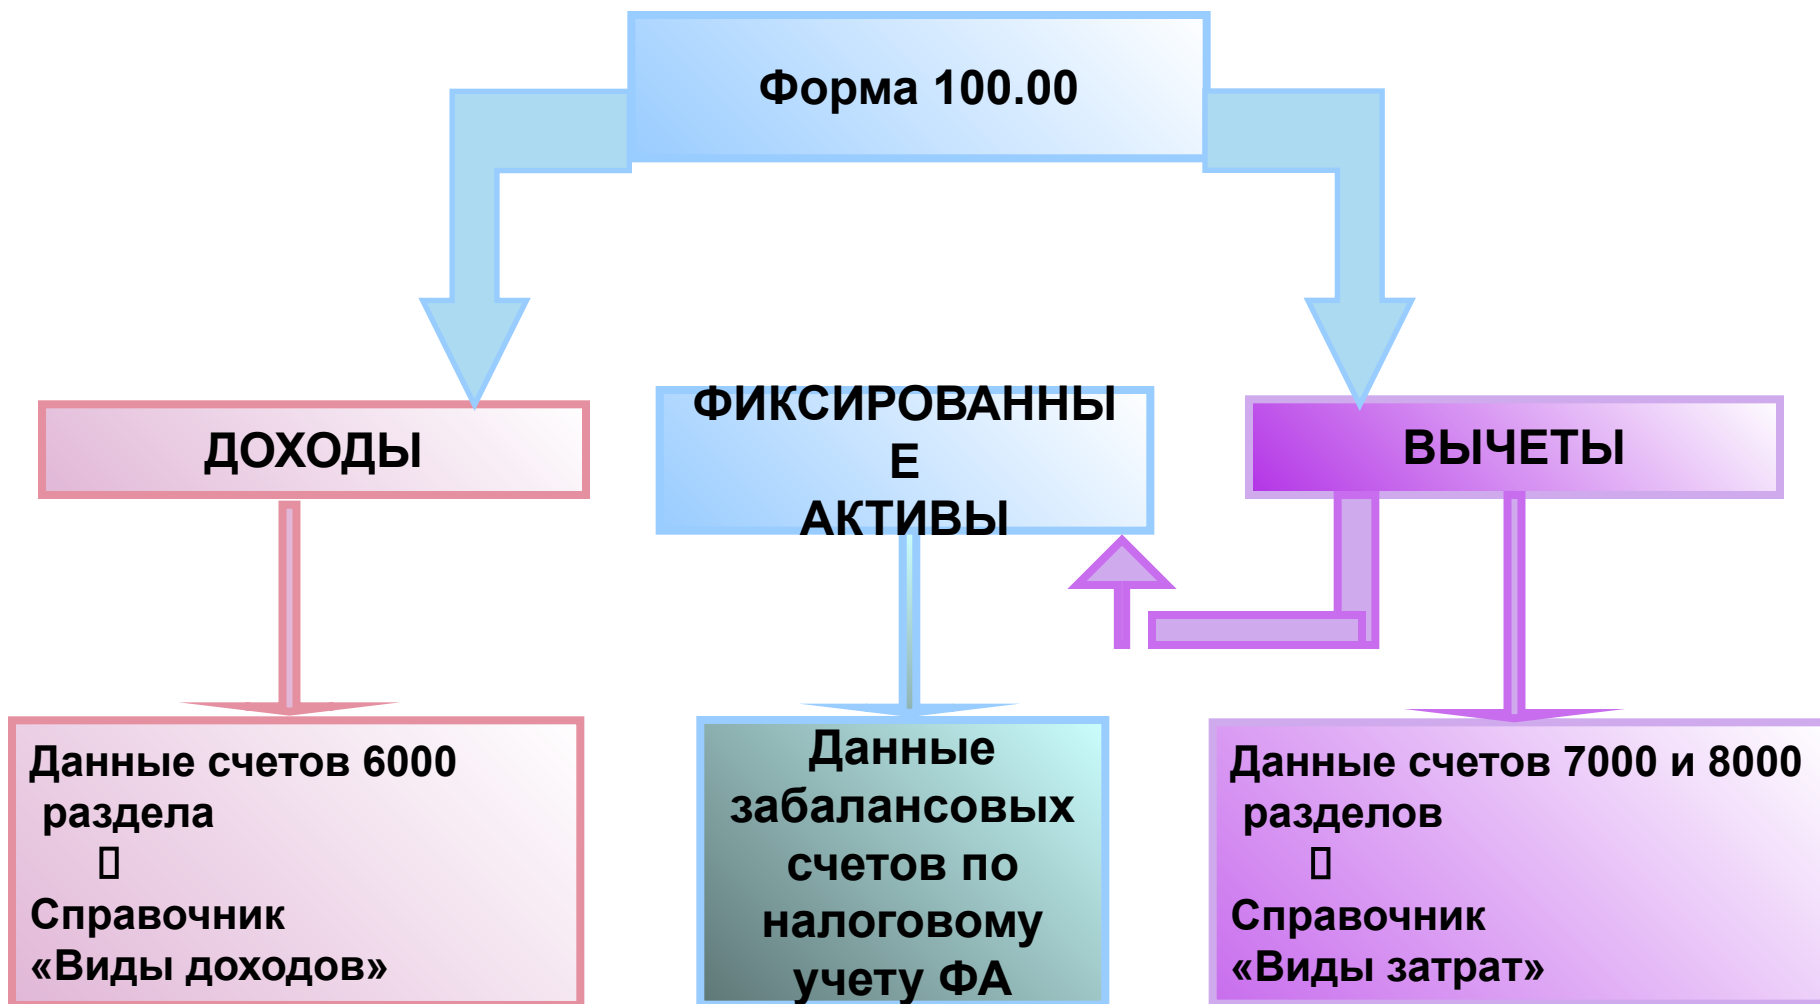 Форма 100.00
ДОХОДЫ
ФИКСИРОВАННЫ
Е
АКТИВЫ
ВЫЧЕТЫ
Данные счетов 6000
раздела
Справочник
«Виды доходов»
Данные
забалансовых
счетов по
налоговому
учету ФА
Данные счетов 7000 и 8000
разделов
Справочник
«Виды затрат»